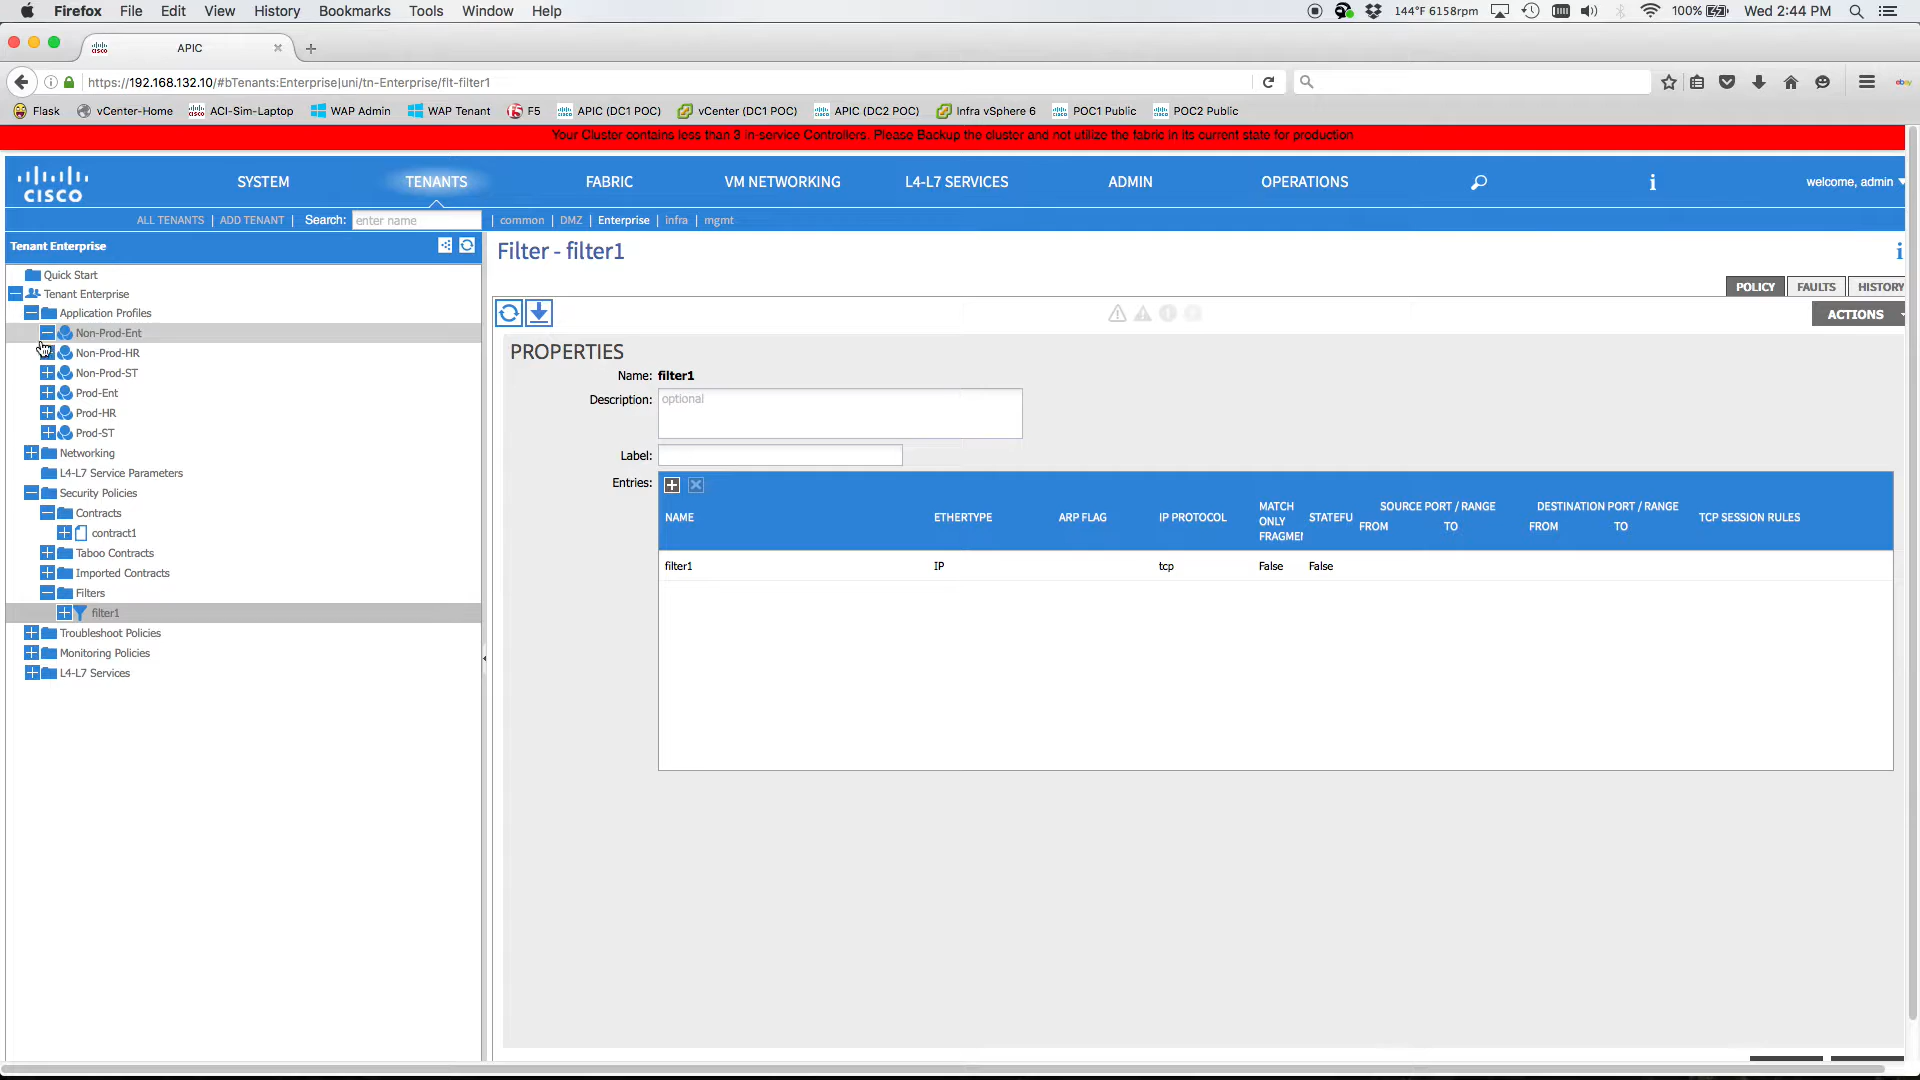 Firefox File Edit View History Bookmarks Tools Window Help 144°F 6158rpm 100% Wed 2:44 PM
APIC
https://192.168.132.10/#bTenants:Enterprise|uni/tn-Enterprise/flt-filter1
Flask vCenter-Home ACI-Sim-Laptop WAP Admin WAP Tenant F5 APIC (DC1 POC) vCenter (DC1 POC) APIC (DC2 POC) Infra vSphere 6 POC1 Public POC2 Public
Your Cluster contains less than 3 in-service Controllers. Please Backup the cluster and not utilize the fabric in its current state for production
CISCO SYSTEM TENANTS FABRIC VM NETWORKING L4-L7 SERVICES ADMIN OPERATIONS i welcome, admin
ALL TENANTS | ADD TENANT | Search: enter name | common | DMZ | Enterprise | infra | mgmt
Tenant Enterprise
Quick Start
Tenant Enterprise
Application Profiles
Non-Prod-Ent
Non-Prod-HR
Non-Prod-ST
Prod-Ent
Prod-HR
Prod-ST
Networking
L4-L7 Service Parameters
Security Policies
Contracts
contract1
Taboo Contracts
Imported Contracts
Filters
filter1
Troubleshoot Policies
Monitoring Policies
L4-L7 Services
Filter - filter1
i
POLICY FAULTS HISTORY
ACTIONS
PROPERTIES
Name: filter1
Description: optional
Label:
Entries:
NAME ETHERTYPE ARP FLAG IP PROTOCOL MATCH ONLY FRAGMEN STATEFU SOURCE PORT / RANGE FROM TO DESTINATION PORT / RANGE FROM TO TCP SESSION RULES
filter1 IP tcp False False